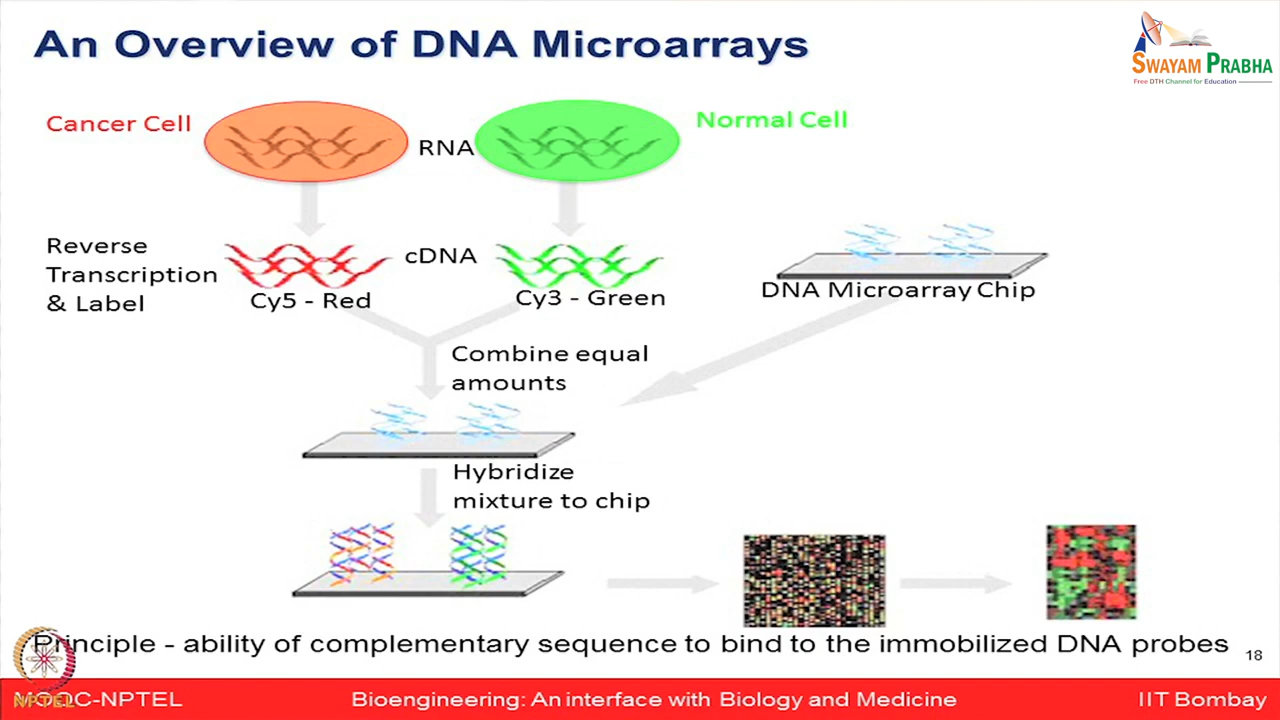 An Overview of DNA Microarrays
SWAYAM PRABHA
Free DTH Channel for Education
Cancer Cell
RNA
Normal Cell
Reverse
Transcription
& Label
cDNA
Cy5 - Red
Cy3 - Green
DNA Microarray Chip
Combine equal
amounts
Hybridize
mixture to chip
Principle - ability of complementary sequence to bind to the immobilized DNA probes
18
NPTEL
MOOC-NPTEL
Bioengineering: An interface with Biology and Medicine
IIT Bombay